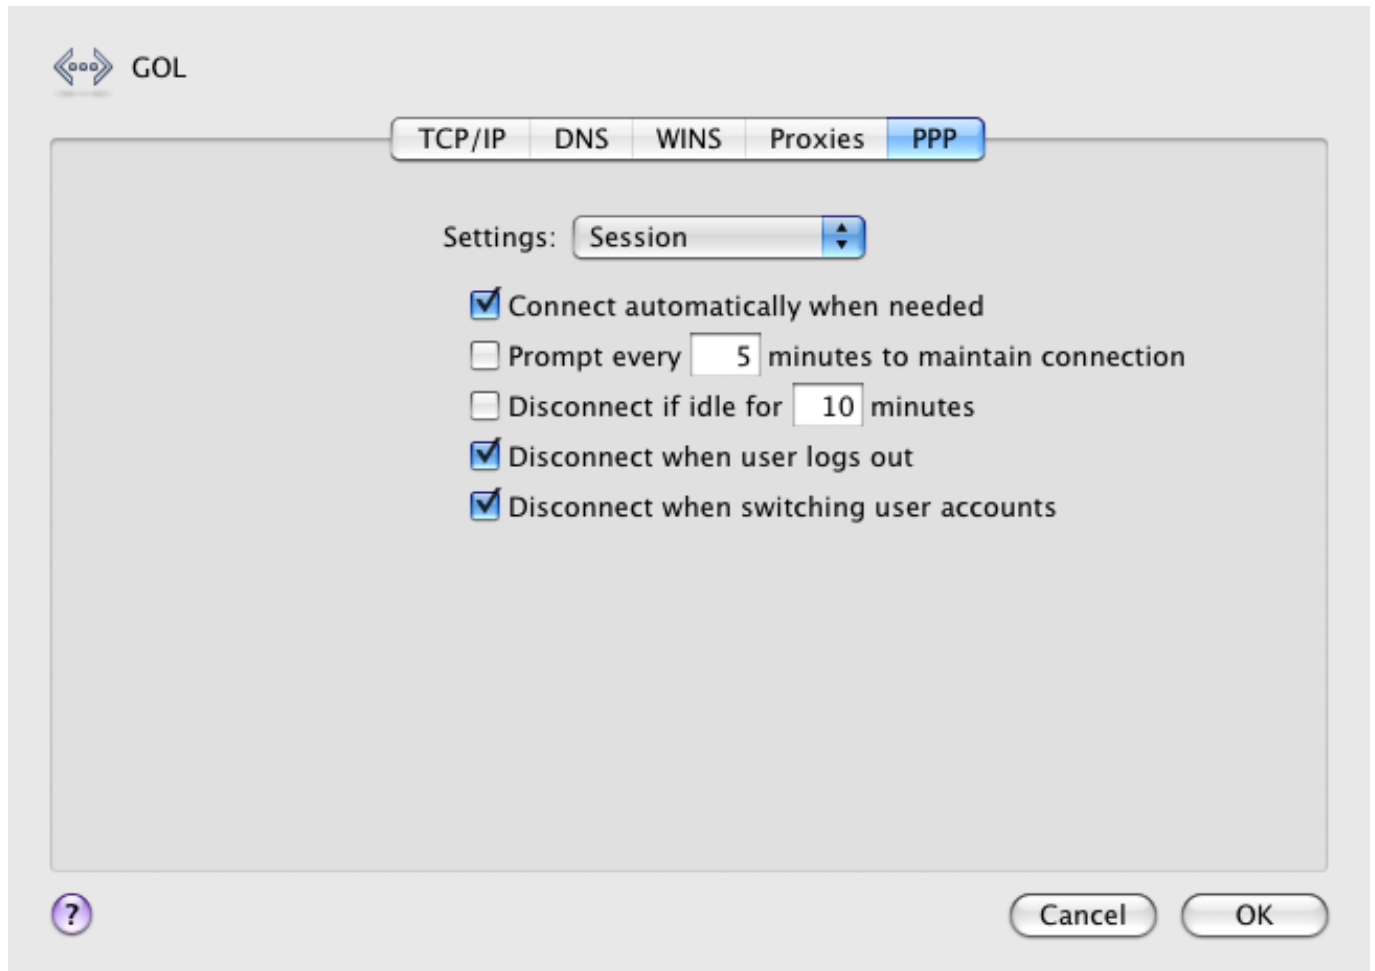 GOL
TCP/IP DNS WINS Proxies PPP
Settings: Session
Connect automatically when needed
Prompt every 5 minutes to maintain connection
Disconnect if idle for 10 minutes
Disconnect when user logs out
Disconnect when switching user accounts
? Cancel OK